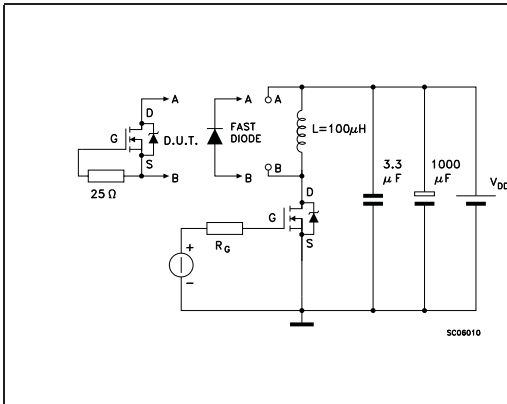 A
A
A
D
G
D.U.T.
FAST
DIODE
L=100µH
S
25 Ω
B
B
B
3.3
µF
1000
µF
V_DD
D
G
S
R_G
+
−
SC06010